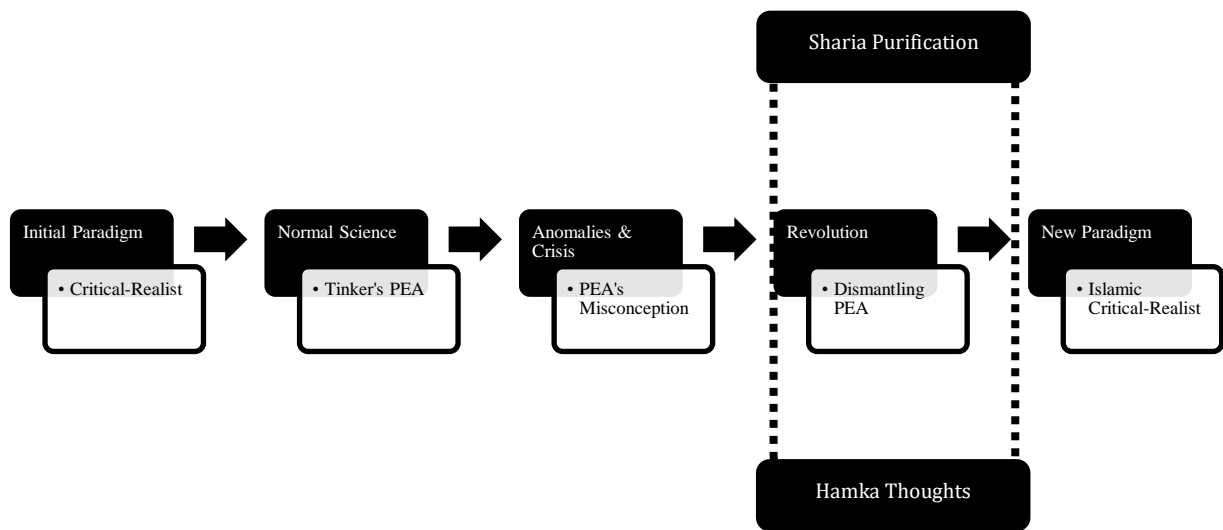 Sharia Purification
Initial Paradigm
• Critical-Realist
Normal Science
• Tinker's PEA
Anomalies &
Crisis
• PEA's
Misconception
Revolution
• Dismantling
PEA
New Paradigm
• Islamic
Critical-Realist
Hamka Thoughts